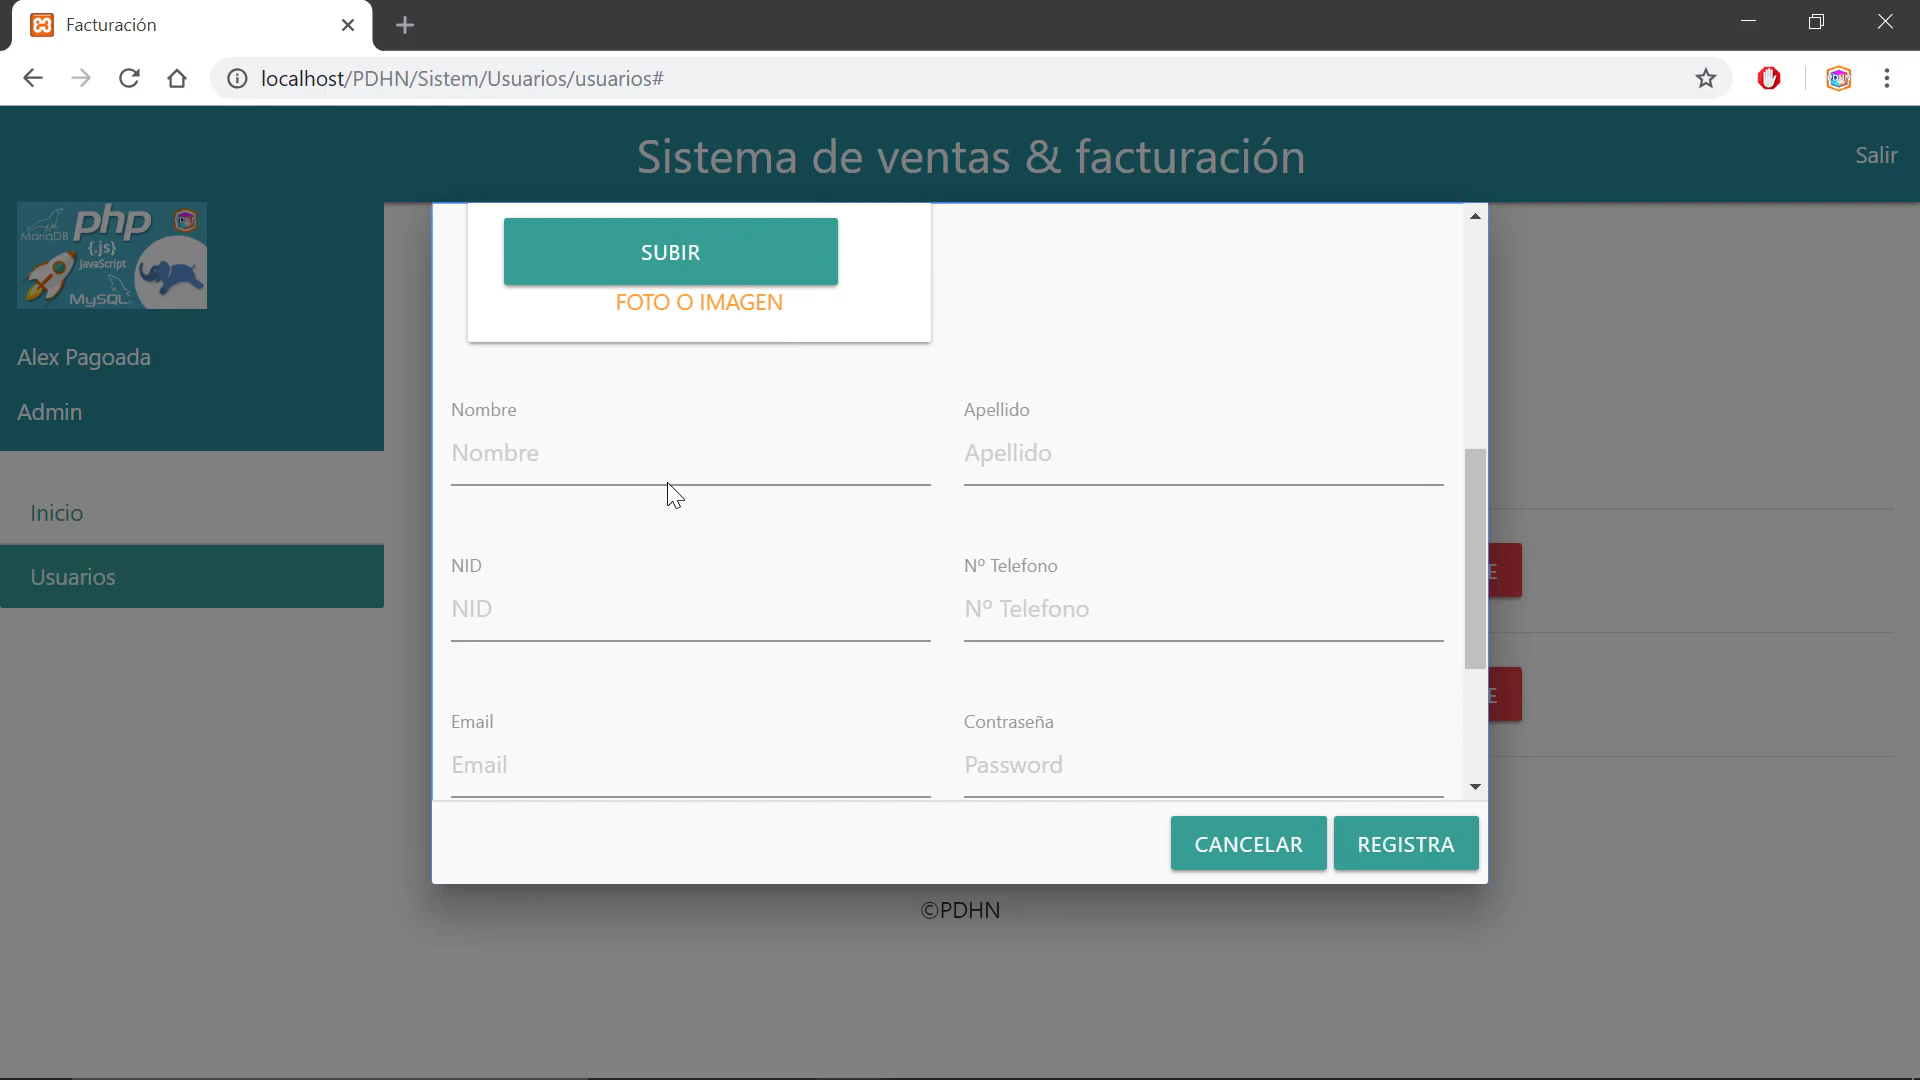 Facturación
localhost/PDHN/Sistem/Usuarios/usuarios#
Sistema de ventas & facturación
Salir
MariaDB
php
PDHN
{.js}
JavaScript
MySQL
Alex Pagoada
Admin
Inicio
Usuarios
SUBIR
FOTO O IMAGEN
Nombre
Apellido
Nombre
Apellido
NID
Nº Telefono
NID
Nº Telefono
E
E
Email
Contraseña
Email
Password
CANCELAR
REGISTRA
©PDHN